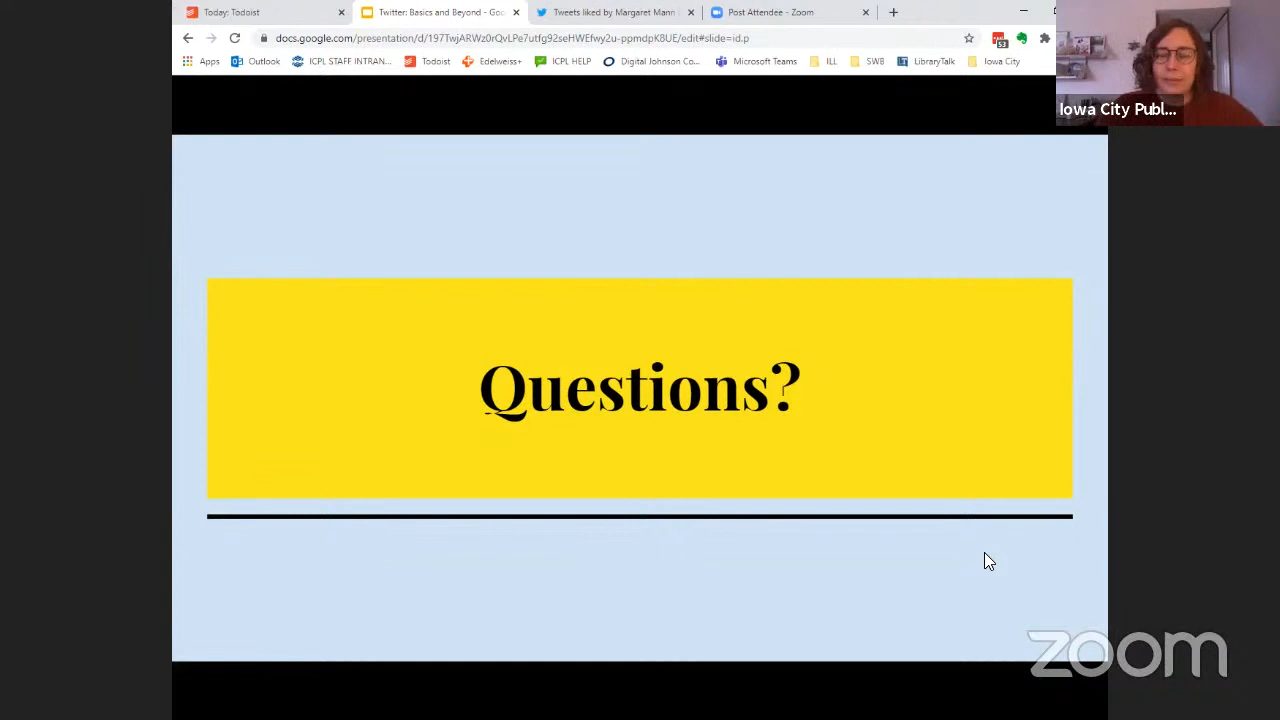 Today: Todoist
Twitter: Basics and Beyond - Goo
Tweets liked by Margaret Mann
Post Attendee - Zoom
docs.google.com/presentation/d/197TwjARWz0rQvLPe7utfg92seHWEfwy2u-ppmdpK8UE/edit#slide=id.p
53
Apps
Outlook
ICPL STAFF INTRAN...
Todoist
Edelweiss+
ICPL HELP
Digital Johnson Co...
Microsoft Teams
ILL
SWB
LibraryTalk
Iowa City
Iowa City Publ...
Questions?
zoom